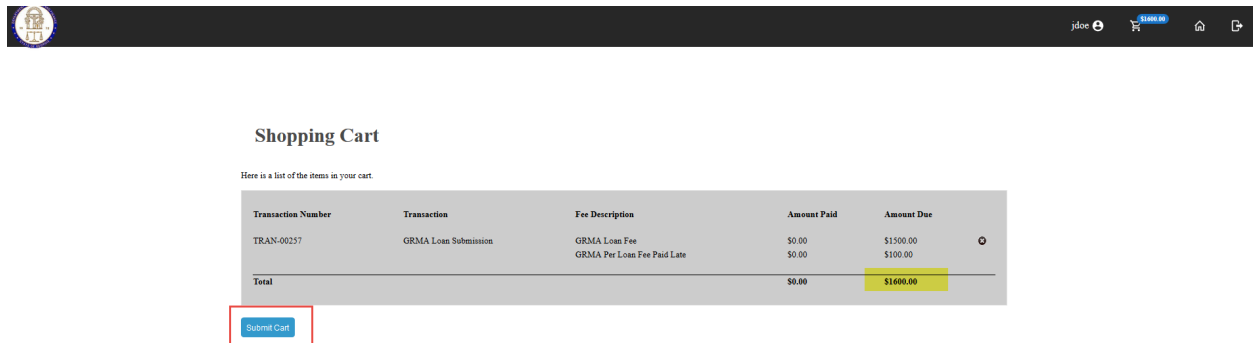 jdoe $1600.00
Shopping Cart
Here is a list of the items in your cart.
Transaction Number Transaction Fee Description Amount Paid Amount Due
TRAN-00257 GRMA Loan Submission GRMA Loan Fee $0.00 $1500.00
GRMA Per Loan Fee Paid Late $0.00 $100.00
Total $0.00 $1600.00
Submit Cart